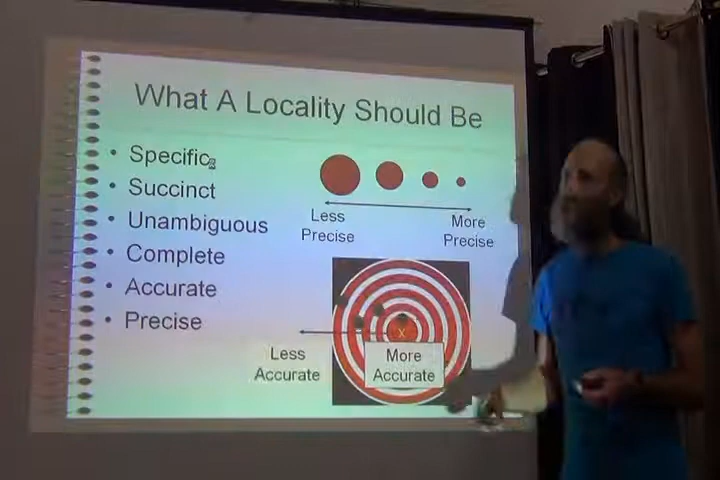 What A Locality Should Be
• Specific
• Succinct
• Unambiguous
• Complete
• Accurate
• Precise
Less
Precise
More
Precise
X
Less
Accurate
More
Accurate